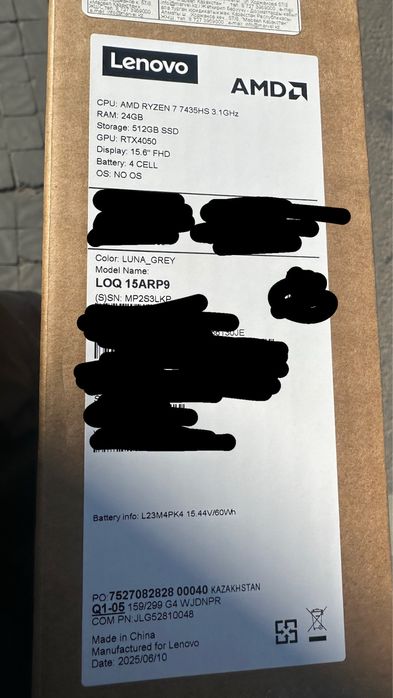 Lenovo
AMD
CPU: AMD RYZEN 7 7435HS 3.1GHz
RAM: 24GB
Storage: 512GB SSD
GPU: RTX4050
Display: 15.6" FHD
Battery: 4 CELL
OS: NO OS
Color: LUNA_GREY
Model Name:
LOQ 15ARP9
(S)SN: MP2S3LKP
Battery info: L23M4PK4 15.44V/60Wh
PO:7527082828 00040 KAZAKHSTAN
Q1-05 159/299 G4 WJDNPR
COM PN:JLG52810048
Made in China
Manufactured for Lenovo
Date: 2025/06/10